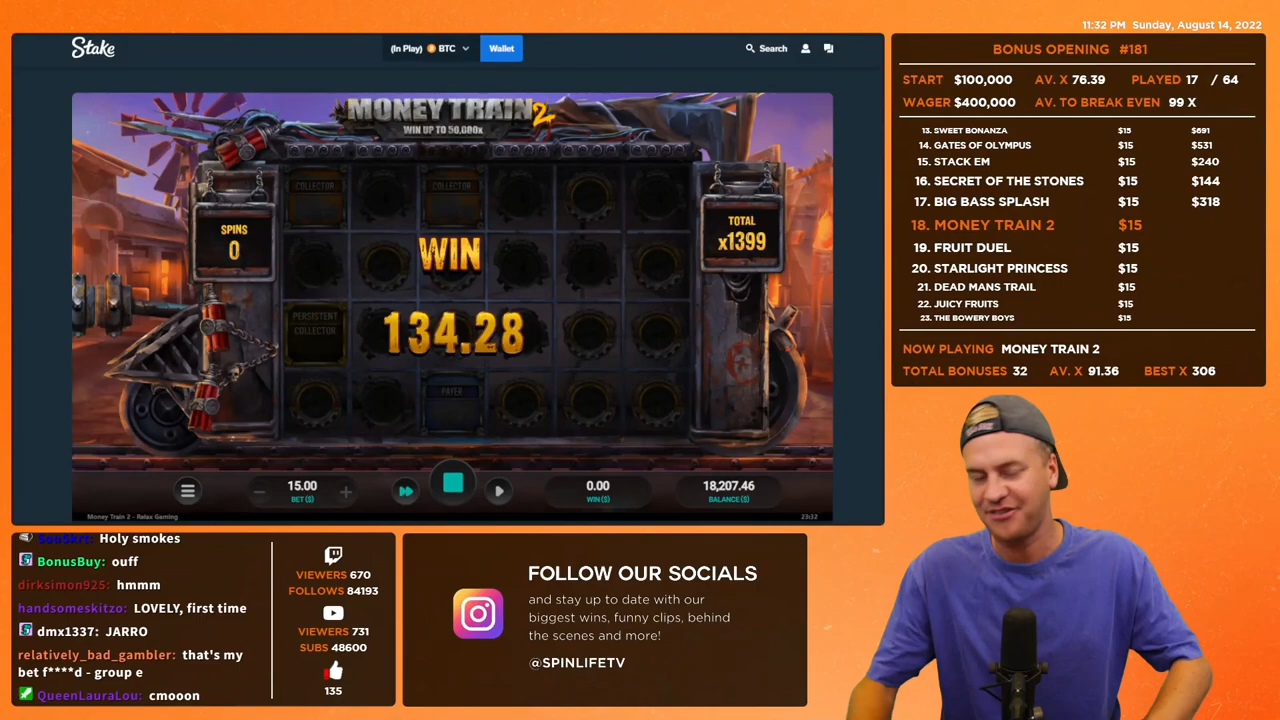 11:32 PM Sunday, August 14, 2022
Stake
(In Play) BTC
Wallet
Search
MONEY TRAIN 2
WIN UP TO 50,000x
COLLECTOR
COLLECTOR
SPINS
0
TOTAL
x1399
WIN
PERSISTENT
COLLECTOR
134.28
PAYER
15.00
BET ($)
0.00
WIN ($)
18,207.46
BALANCE ($)
Money Train 2 - Relax Gaming
23:32
BONUS OPENING #181
START $100,000 AV. X 76.39 PLAYED 17 / 64
WAGER $400,000 AV. TO BREAK EVEN 99 X
13. SWEET BONANZA $15 $691
14. GATES OF OLYMPUS $15 $531
15. STACK EM $15 $240
16. SECRET OF THE STONES $15 $144
17. BIG BASS SPLASH $15 $318
18. MONEY TRAIN 2 $15
19. FRUIT DUEL $15
20. STARLIGHT PRINCESS $15
21. DEAD MANS TRAIL $15
22. JUICY FRUITS $15
23. THE BOWERY BOYS $15
NOW PLAYING MONEY TRAIN 2
TOTAL BONUSES 32 AV. X 91.36 BEST X 306
Holy smokes
BonusBuy: ouff
dirksimon925: hmmm
handsomeskitzo: LOVELY, first time
dmx1337: JARRO
relatively_bad_gambler: that's my
bet f****d - group e
QueenLauraLou: cmooon
VIEWERS 670
FOLLOWS 84193
VIEWERS 731
SUBS 48600
135
FOLLOW OUR SOCIALS
and stay up to date with our
biggest wins, funny clips, behind
the scenes and more!
@SPINLIFETV